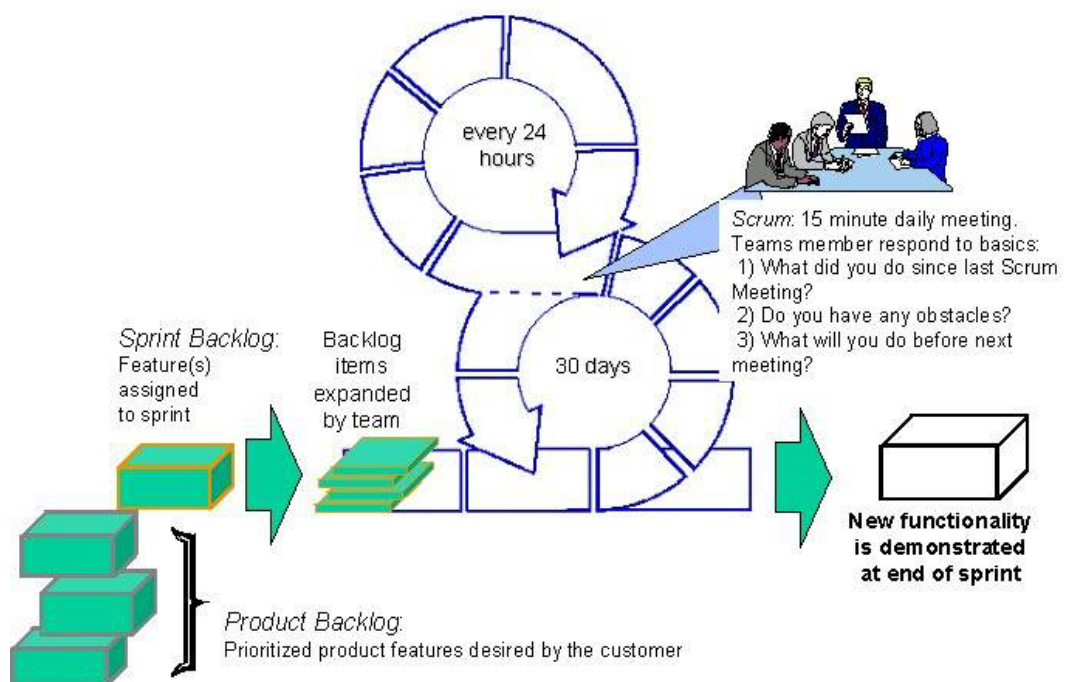 every 24
hours
Scrum: 15 minute daily meeting.
Teams member respond to basics:
1) What did you do since last Scrum
Meeting?
2) Do you have any obstacles?
3) What will you do before next
meeting?
Sprint Backlog:
Feature(s)
assigned
to sprint
Backlog
items
expanded
by team
30 days
New functionality
is demonstrated
at end of sprint
Product Backlog:
Prioritized product features desired by the customer